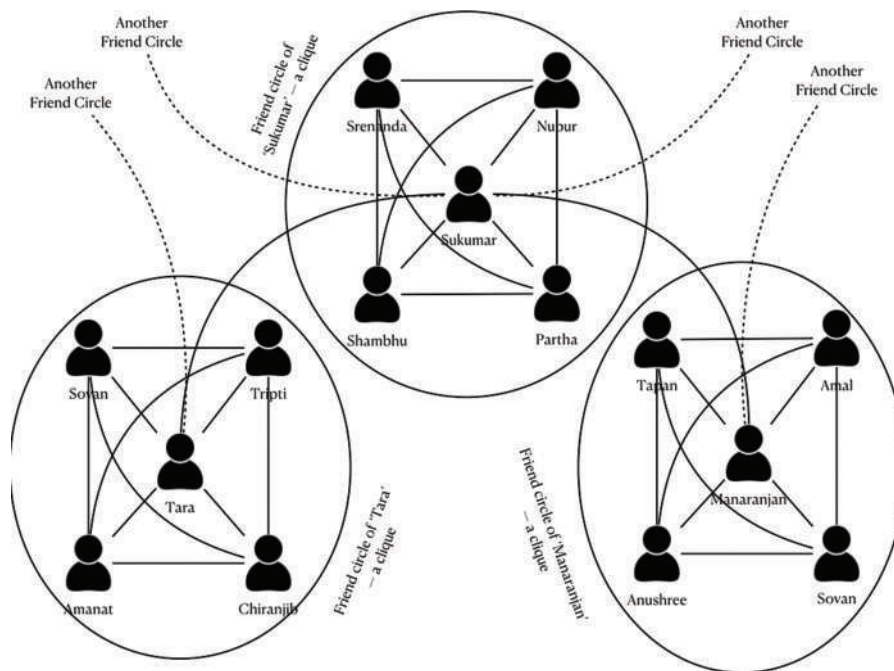 Another
Friend Circle
Another
Friend Circle
Another
Friend Circle
Another
Friend Circle
Friend circle of
'Sukumar' — a clique
Srenanda
Nupur
Sukumar
Shambhu
Partha
Sovan
Tripti
Tara
Amanat
Chiranjib
Friend circle of 'Tara'
— a clique
Tapan
Amal
Manaranjan
Anushree
Sovan
Friend circle of 'Manaranjan'
— a clique